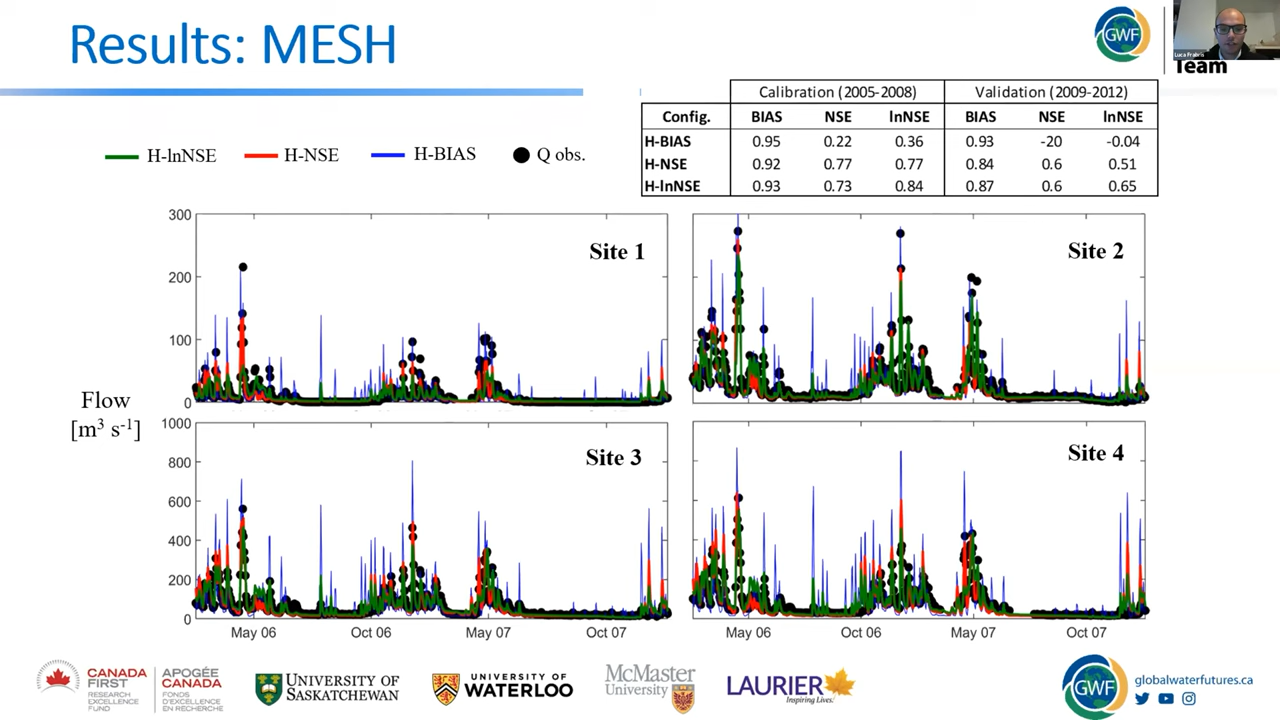 Results: MESH
GWF
Luca Frabris
Team
Calibration (2005-2008) Validation (2009-2012)
Config. BIAS NSE lnNSE BIAS NSE lnNSE
H-BIAS 0.95 0.22 0.36 0.93 -20 -0.04
H-NSE 0.92 0.77 0.77 0.84 0.6 0.51
H-lnNSE 0.93 0.73 0.84 0.87 0.6 0.65
H-lnNSE H-NSE H-BIAS Q obs.
300
200
100
0
Site 1
Site 2
Flow
[m³ s⁻¹]
1000
800
600
400
200
0
Site 3
Site 4
May 06 Oct 06 May 07 Oct 07
May 06 Oct 06 May 07 Oct 07
CANADA
FIRST
RESEARCH
EXCELLENCE
FUND
APOGÉE
CANADA
FONDS
D'EXCELLENCE
EN RECHERCHE
UNIVERSITY OF
SASKATCHEWAN
UNIVERSITY OF
WATERLOO
McMaster
University
LAURIER
Inspiring Lives.
GWF
globalwaterfutures.ca